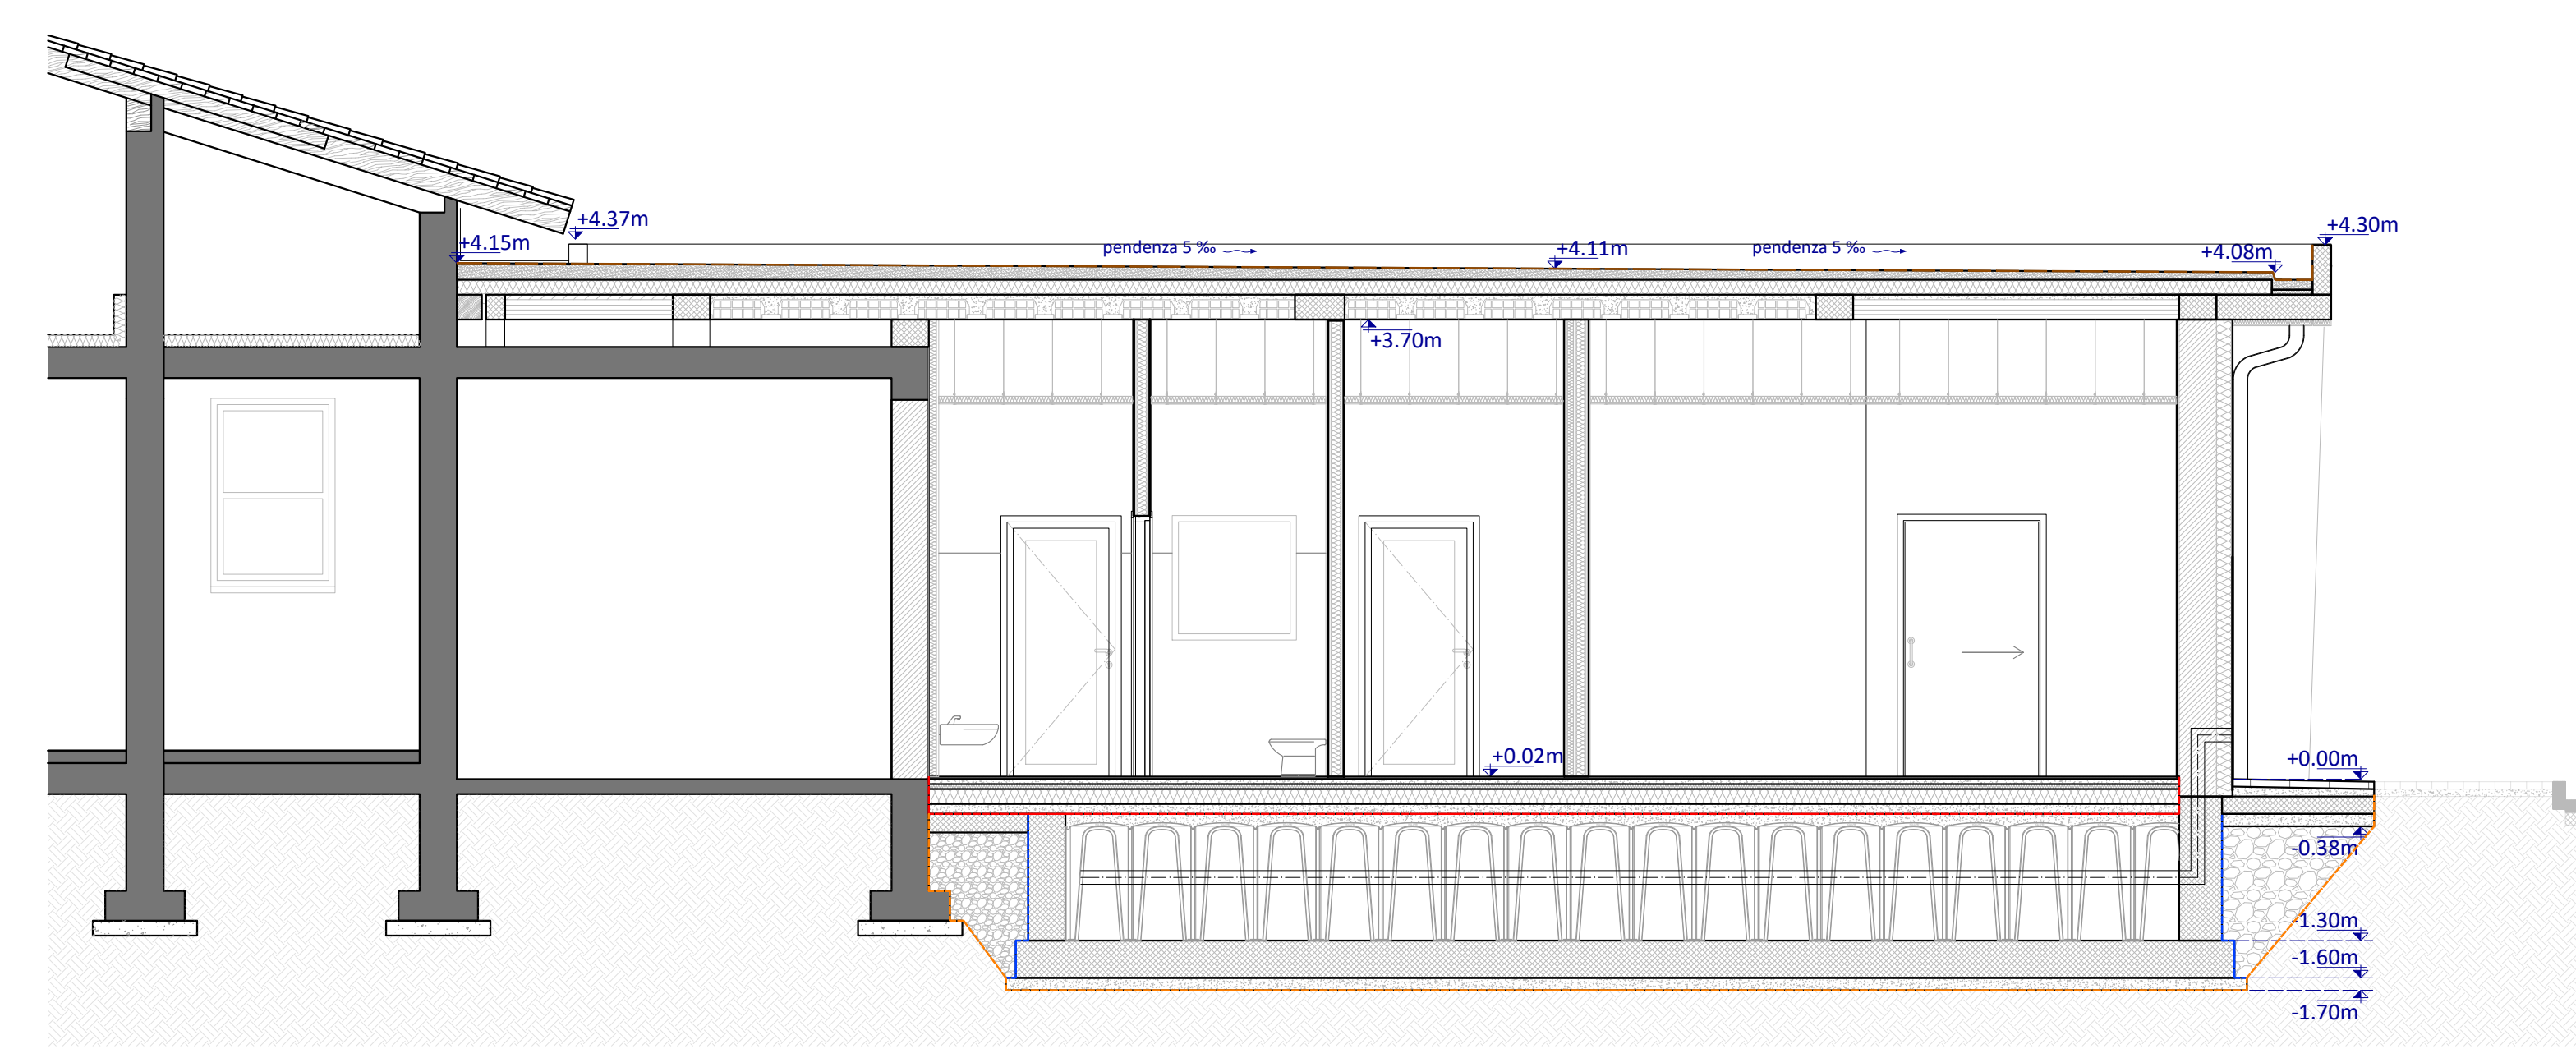 +4.37m
+4.30m
+4.15m
pendenza 5 ‰
+4.11m
pendenza 5 ‰
+4.08m
+3.70m
+0.02m
+0.00m
-0.38m
-1.30m
-1.60m
-1.70m